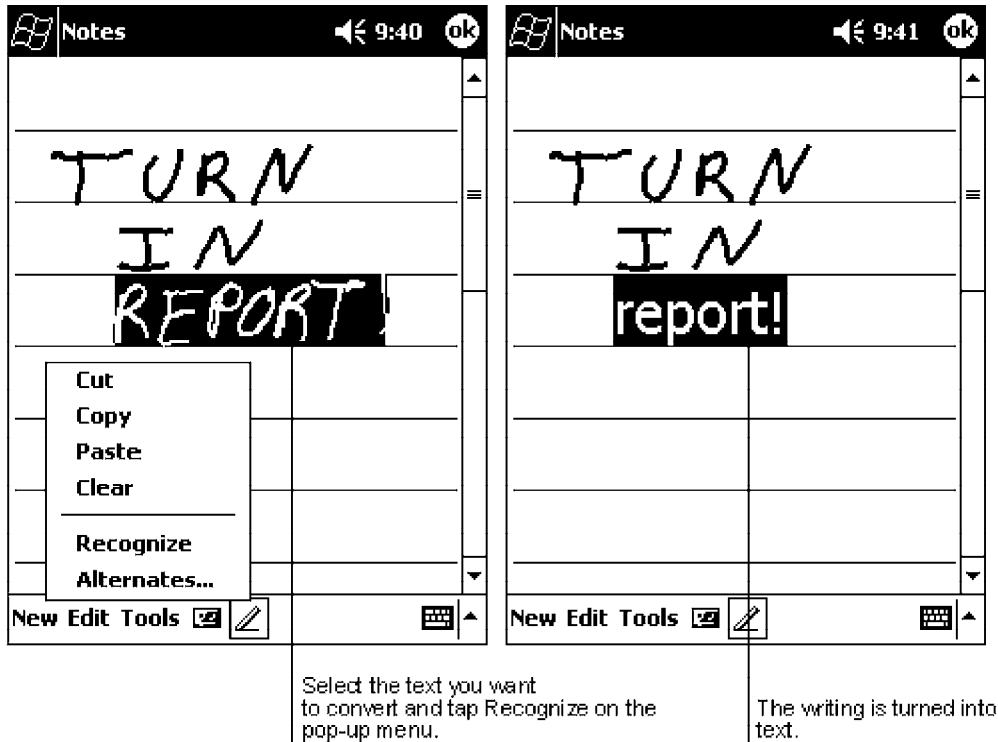 Notes 9:40 ok
TURN
IN
REPORT
Cut
Copy
Paste
Clear
Recognize
Alternates...
New Edit Tools
Select the text you want
to convert and tap Recognize on the
pop-up menu.
Notes 9:41 ok
TURN
IN
report!
New Edit Tools
The writing is turned into
text.